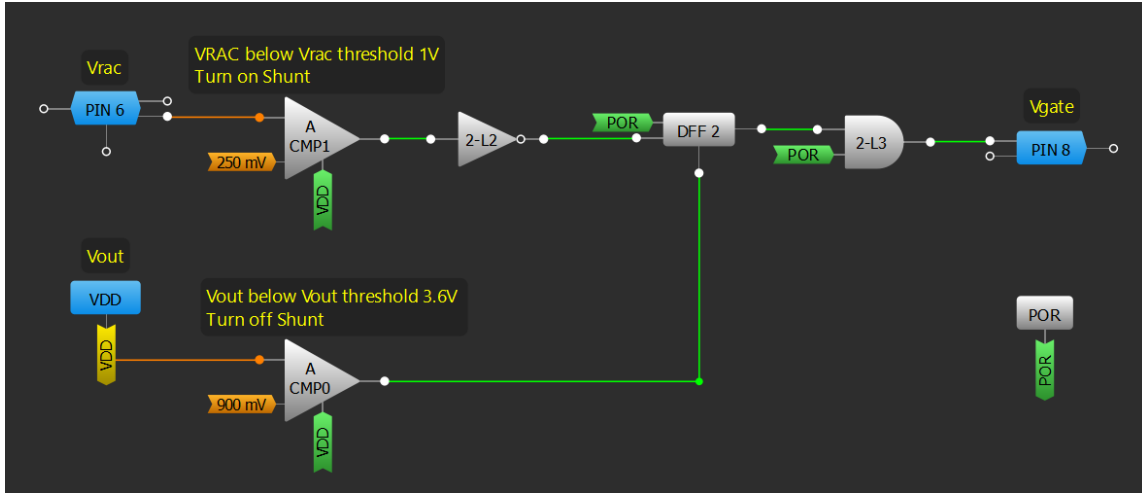 Vrac
VRAC below Vrac threshold 1V
Turn on Shunt
PIN 6
A
CMP1
250 mV
VDD
2-L2
POR
DFF 2
POR
2-L3
Vgate
PIN 8
Vout
VDD
VDD
Vout below Vout threshold 3.6V
Turn off Shunt
A
CMP0
900 mV
VDD
POR
POR